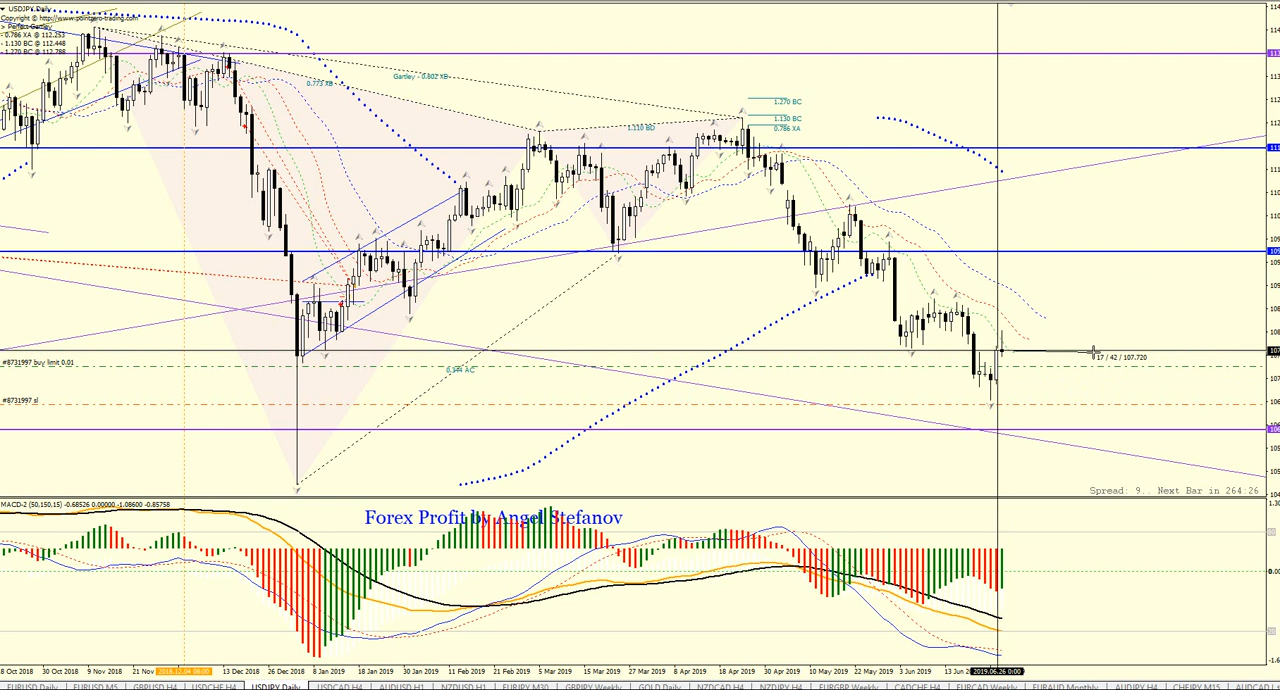 USDJPY,Daily
Copyright © http://www.pointzero-trading.com
> Perfect Gartley
- 0.786 XA @ 112.253
- 1.130 BC @ 112.448
- 1.270 BC @ 112.788
0.773 XB
Gartley - 0.802 XB
1.270 BC
1.130 BC
0.786 XA
1.110 BD
#8731997 buy limit 0.01
0.344 AC
17 / 42 / 107.720
#8731997 sl
Spread: 9.. Next Bar in 264:26
MACD-2 (50,150,15) -0.68526 0.00000 -1.08600 -0.85758
Forex Profit by Angel Stefanov
0.00
30 Oct 2018 9 Nov 2018 21 Nov 2018.12.04 00:00 13 Dec 2018 26 Dec 2018 8 Jan 2019 18 Jan 2019 30 Jan 2019 11 Feb 2019 21 Feb 2019 5 Mar 2019 15 Mar 2019 27 Mar 2019 8 Apr 2019 18 Apr 2019 30 Apr 2019 10 May 2019 22 May 2019 3 Jun 2019 2019.06.26 0:00
EURUSD Daily EURUSD M5 GBPUSD H4 USDCHF H4 USDJPY Daily USDCAD H4 AUDUSD H1 NZDUSD H1 EURJPY M30 GBPJPY Weekly GOLD Daily NZDCAD H4 NZDJPY H4 EURGBP Weekly CADCHF H4 EURCAD Weekly EURAUD Monthly AUDJPY H4 CHFJPY M15